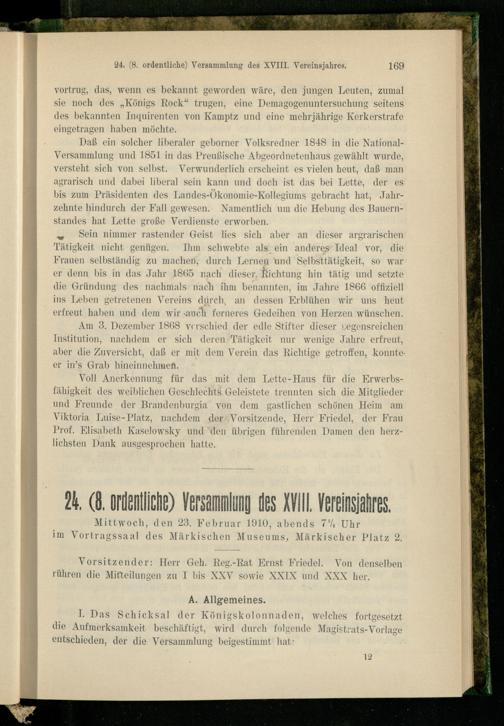 24. (8. ordentliche) Versammlung des XVIII. Vereinsjahres. 169
vortrug, das, wenn es bekannt geworden wäre, den jungen Leuten, zumal
sie noch des „Königs Rock“ trugen, eine Demagogenuntersuchung seitens
des bekannten Inquirenten von Kamptz und eine mehrjährige Kerkerstrafe
eingetragen haben möchte.
Daß ein solcher liberaler geborner Volksredner 1848 in die National-
Versammlung und 1851 in das Preußische Abgeordnetenhaus gewählt wurde,
versteht sich von selbst. Verwunderlich erscheint es vielen heut, daß man
agrarisch und dabei liberal sein kann und doch ist das bei Lette, der es
bis zum Präsidenten des Landes-Ökonomie-Kollegiums gebracht hat, Jahr-
zehnte hindurch der Fall gewesen. Namentlich um die Hebung des Bauern-
standes hat Lette große Verdienste erworben.
Sein nimmer rastender Geist lies sich aber an dieser argrarischen
Tätigkeit nicht genügen. Ihm schwebte als ein anderes Ideal vor, die
Frauen selbständig zu machen, durch Lernen und Selbsttätigkeit, so war
er denn bis in das Jahr 1865 nach dieser Richtung hin tätig und setzte
die Gründung des nachmals nach ihm benannten, im Jahre 1866 offiziell
ins Leben getretenen Vereins durch, an dessen Erblühen wir uns heut
erfreut haben und dem wir auch ferneres Gedeihen von Herzen wünschen.
Am 3. Dezember 1868 verschied der edle Stifter dieser segensreichen
Institution, nachdem er sich deren Tätigkeit nur wenige Jahre erfreut,
aber die Zuversicht, daß er mit dem Verein das Richtige getroffen, konnte
er in's Grab hineinnehmen.
Voll Anerkennung für das mit dem Lette-Haus für die Erwerbs-
fähigkeit des weiblichen Geschlechts Geleistete trennten sich die Mitglieder
und Freunde der Brandenburgia von dem gastlichen schönen Heim am
Viktoria Luise-Platz, nachdem der Vorsitzende, Herr Friedel, der Frau
Prof. Elisabeth Kaselowsky und den übrigen führenden Damen den herz-
lichsten Dank ausgesprochen hatte.
24. (8. ordentliche) Versammlung des XVIII. Vereinsjahres.
Mittwoch, den 23. Februar 1910, abends 7½ Uhr
im Vortragssaal des Märkischen Museums, Märkischer Platz 2.
Vorsitzender: Herr Geh. Reg.-Rat Ernst Friedel. Von denselben
rühren die Mitteilungen zu I bis XXV sowie XXIX und XXX her.
A. Allgemeines.
I. Das Schicksal der Königskolonnaden, welches fortgesetzt
die Aufmerksamkeit beschäftigt, wird durch folgende Magistrats-Vorlage
entschieden, der die Versammlung beigestimmt hat:
12